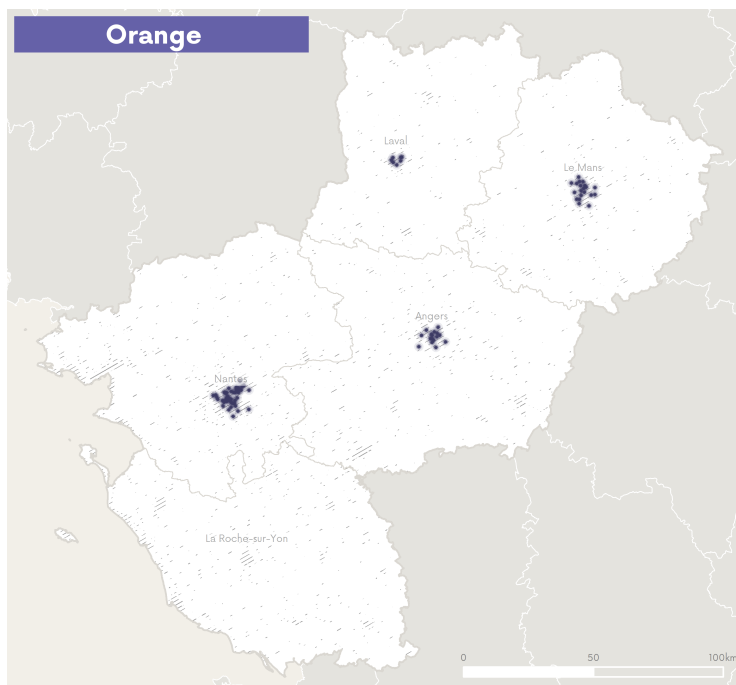 Orange
Laval
Le Mans
Angers
Nantes
La Roche-sur-Yon
0 50 100km